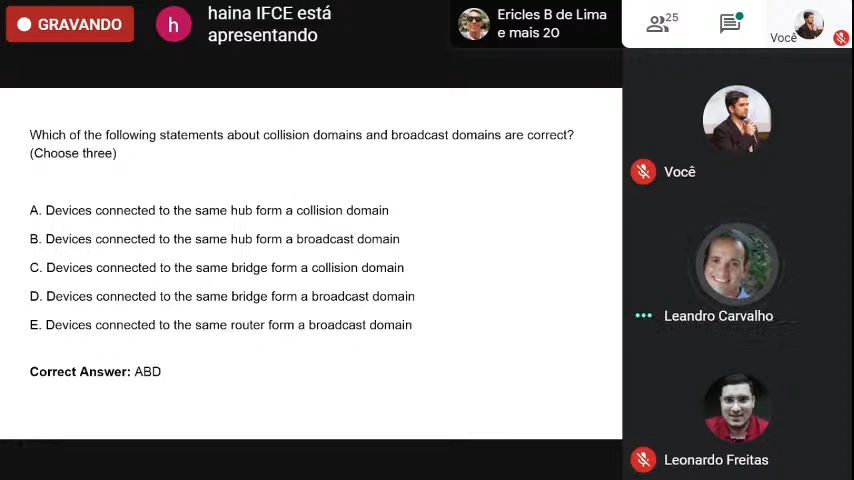 GRAVANDO
h
haina IFCE está
apresentando
Ericles B de Lima
e mais 20
25
Você
Which of the following statements about collision domains and broadcast domains are correct?
(Choose three)
A. Devices connected to the same hub form a collision domain
B. Devices connected to the same hub form a broadcast domain
C. Devices connected to the same bridge form a collision domain
D. Devices connected to the same bridge form a broadcast domain
E. Devices connected to the same router form a broadcast domain
Correct Answer: ABD
Você
Leandro Carvalho
Leonardo Freitas